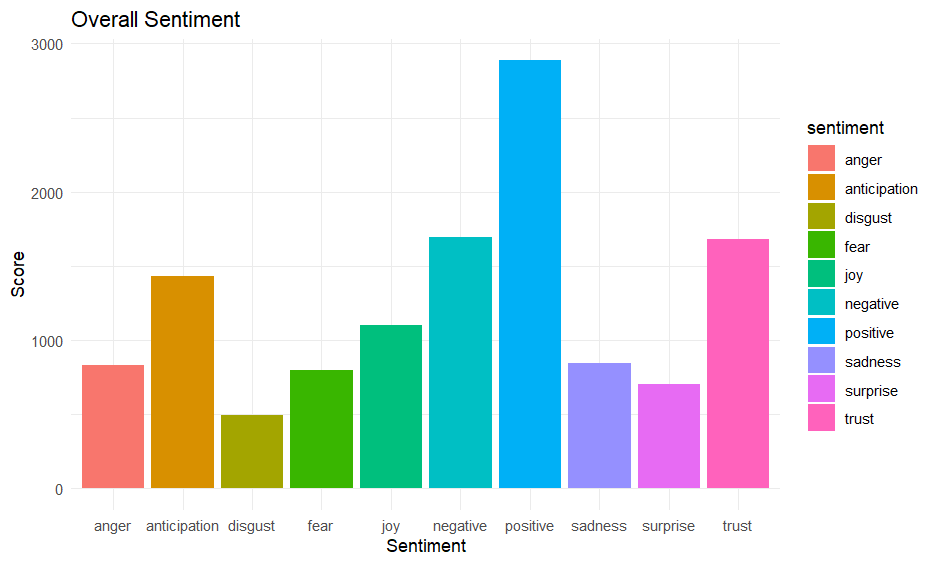 Overall Sentiment
3000
2000
1000
0
Score
anger anticipation disgust fear joy negative positive sadness surprise trust
Sentiment
sentiment
anger
anticipation
disgust
fear
joy
negative
positive
sadness
surprise
trust